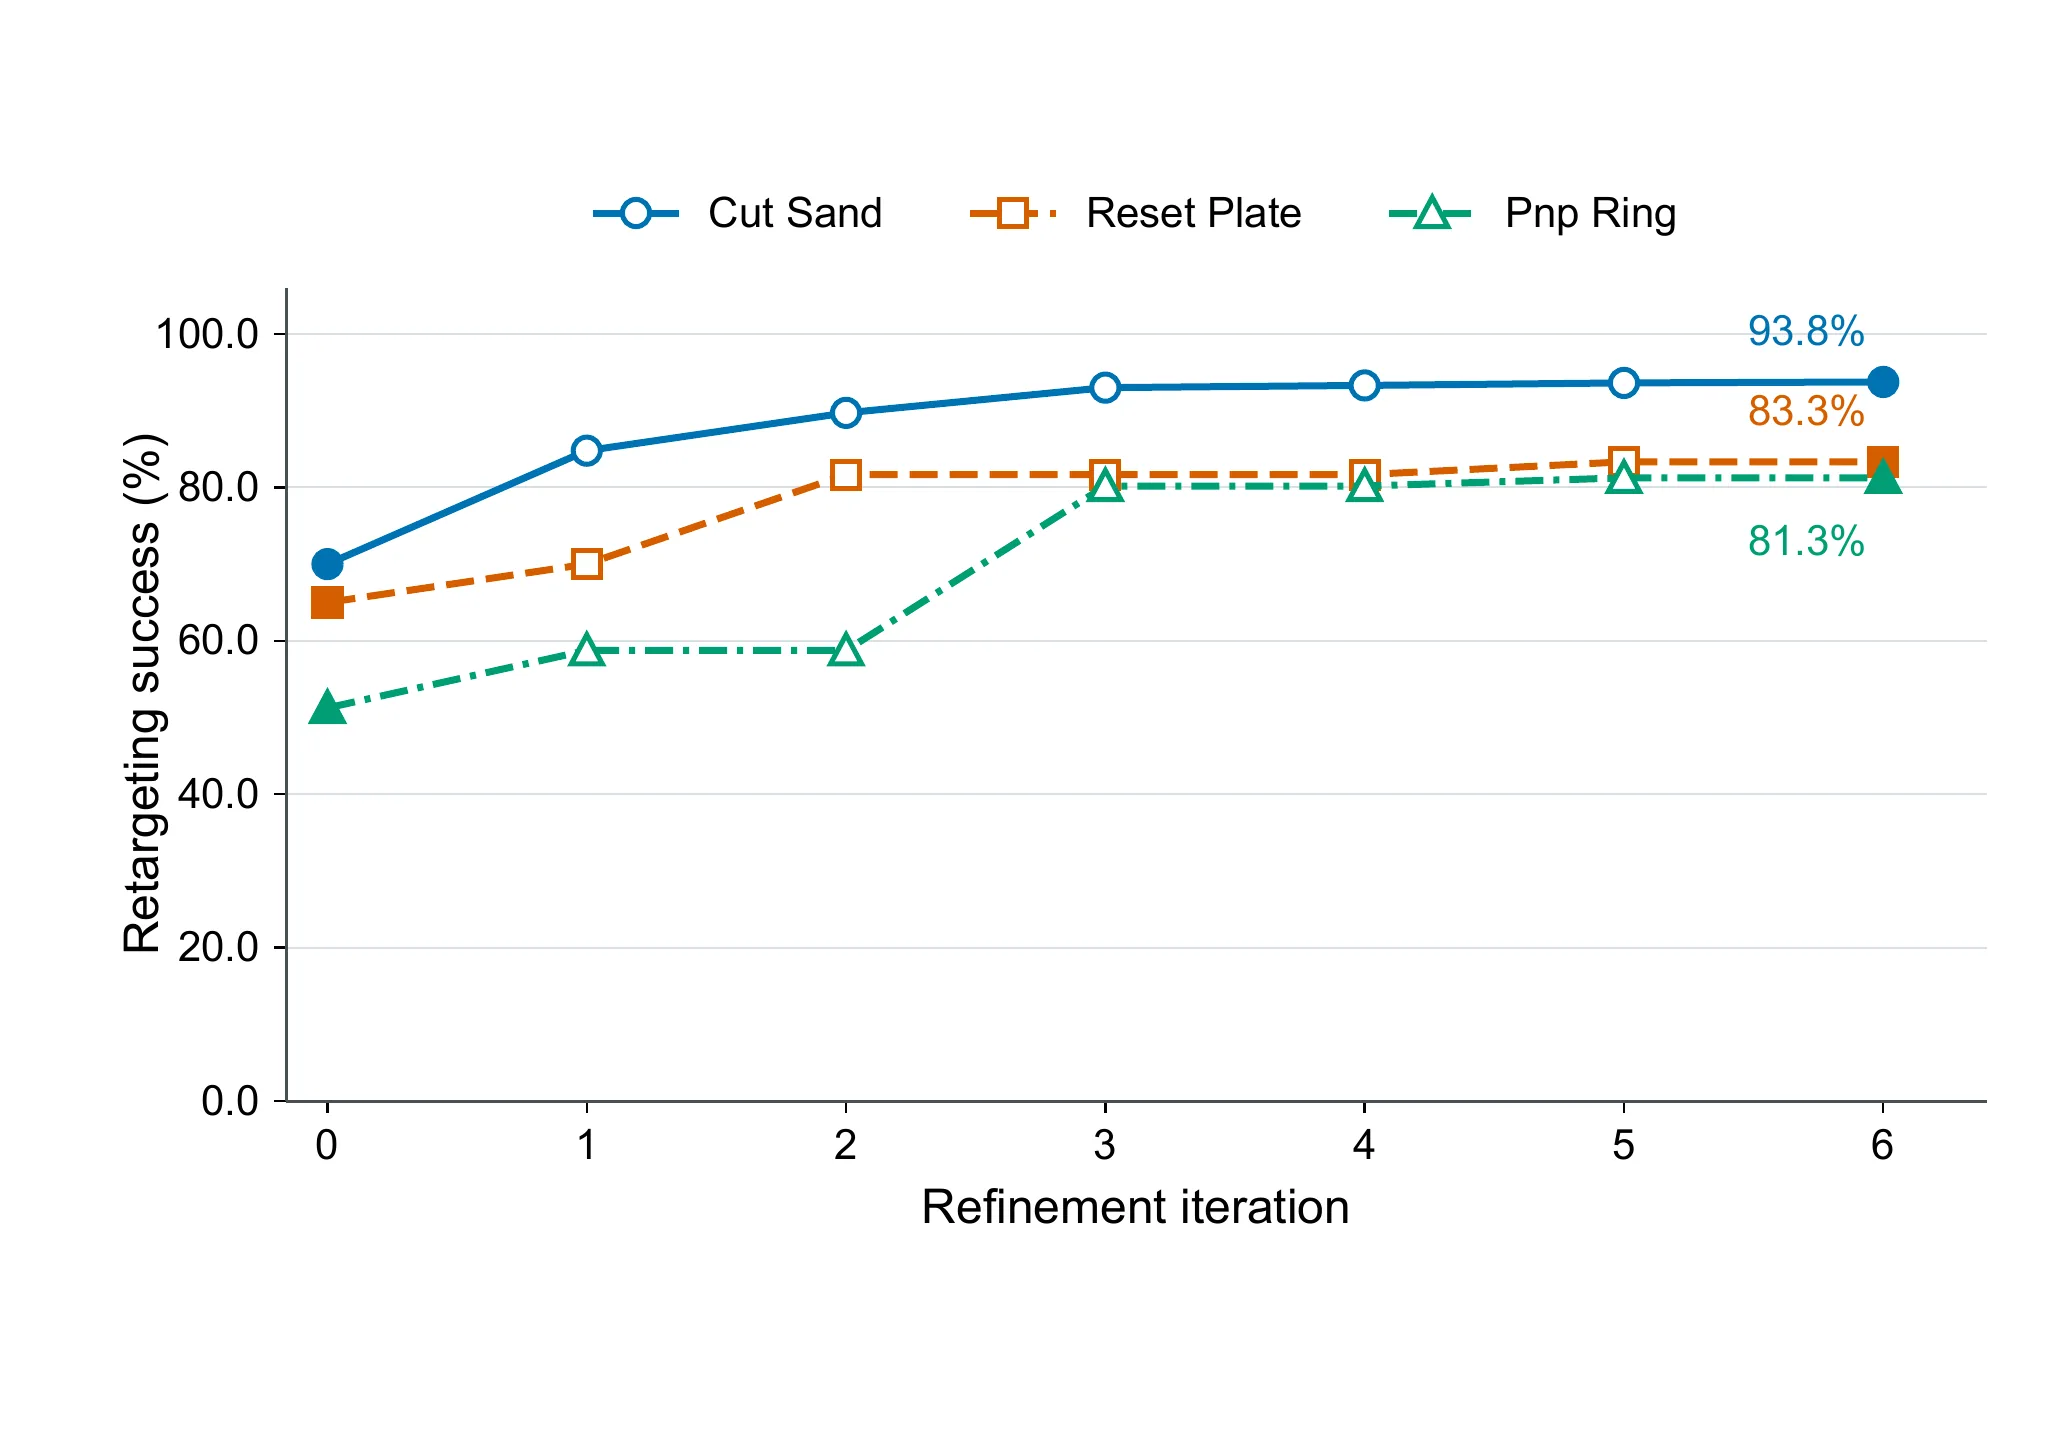 Cut Sand Reset Plate Pnp Ring
Retargeting success (%)
100.0
80.0
60.0
40.0
20.0
0.0
93.8%
83.3%
81.3%
0 1 2 3 4 5 6
Refinement iteration